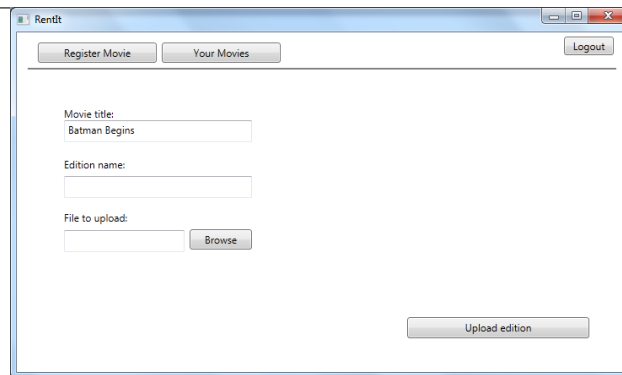 RentIt
Register Movie Your Movies Logout
Movie title:
Batman Begins
Edition name:
File to upload:
Browse
Upload edition